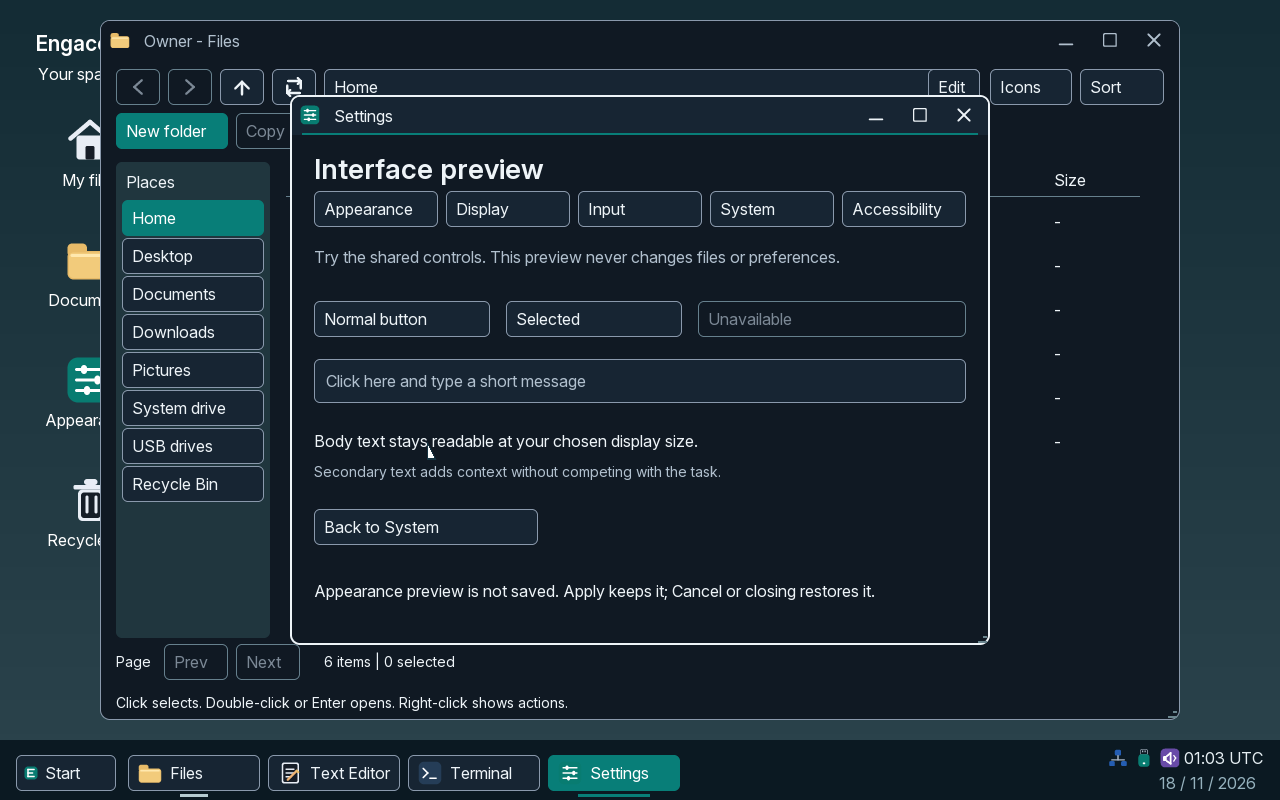 Owner - Files
Your
Home
Edit
Icons
Sort
New folder
Copy
Settings
Interface preview
Appearance
Display
Input
System
Accessibility
Try the shared controls. This preview never changes files or preferences.
Normal button
Selected
Unavailable
Click here and type a short message
Body text stays readable at your chosen display size.
Secondary text adds context without competing with the task.
Back to System
Appearance preview is not saved. Apply keeps it; Cancel or closing restores it.
Places
Home
Desktop
Documents
Downloads
Pictures
System drive
USB drives
Recycle Bin
Size
-
-
-
-
-
-
My
Page
Prev
Next
6 items | 0 selected
Click selects. Double-click or Enter opens. Right-click shows actions.
Start
Files
Text Editor
Terminal
Settings
01:03 UTC
18 / 11 / 2026